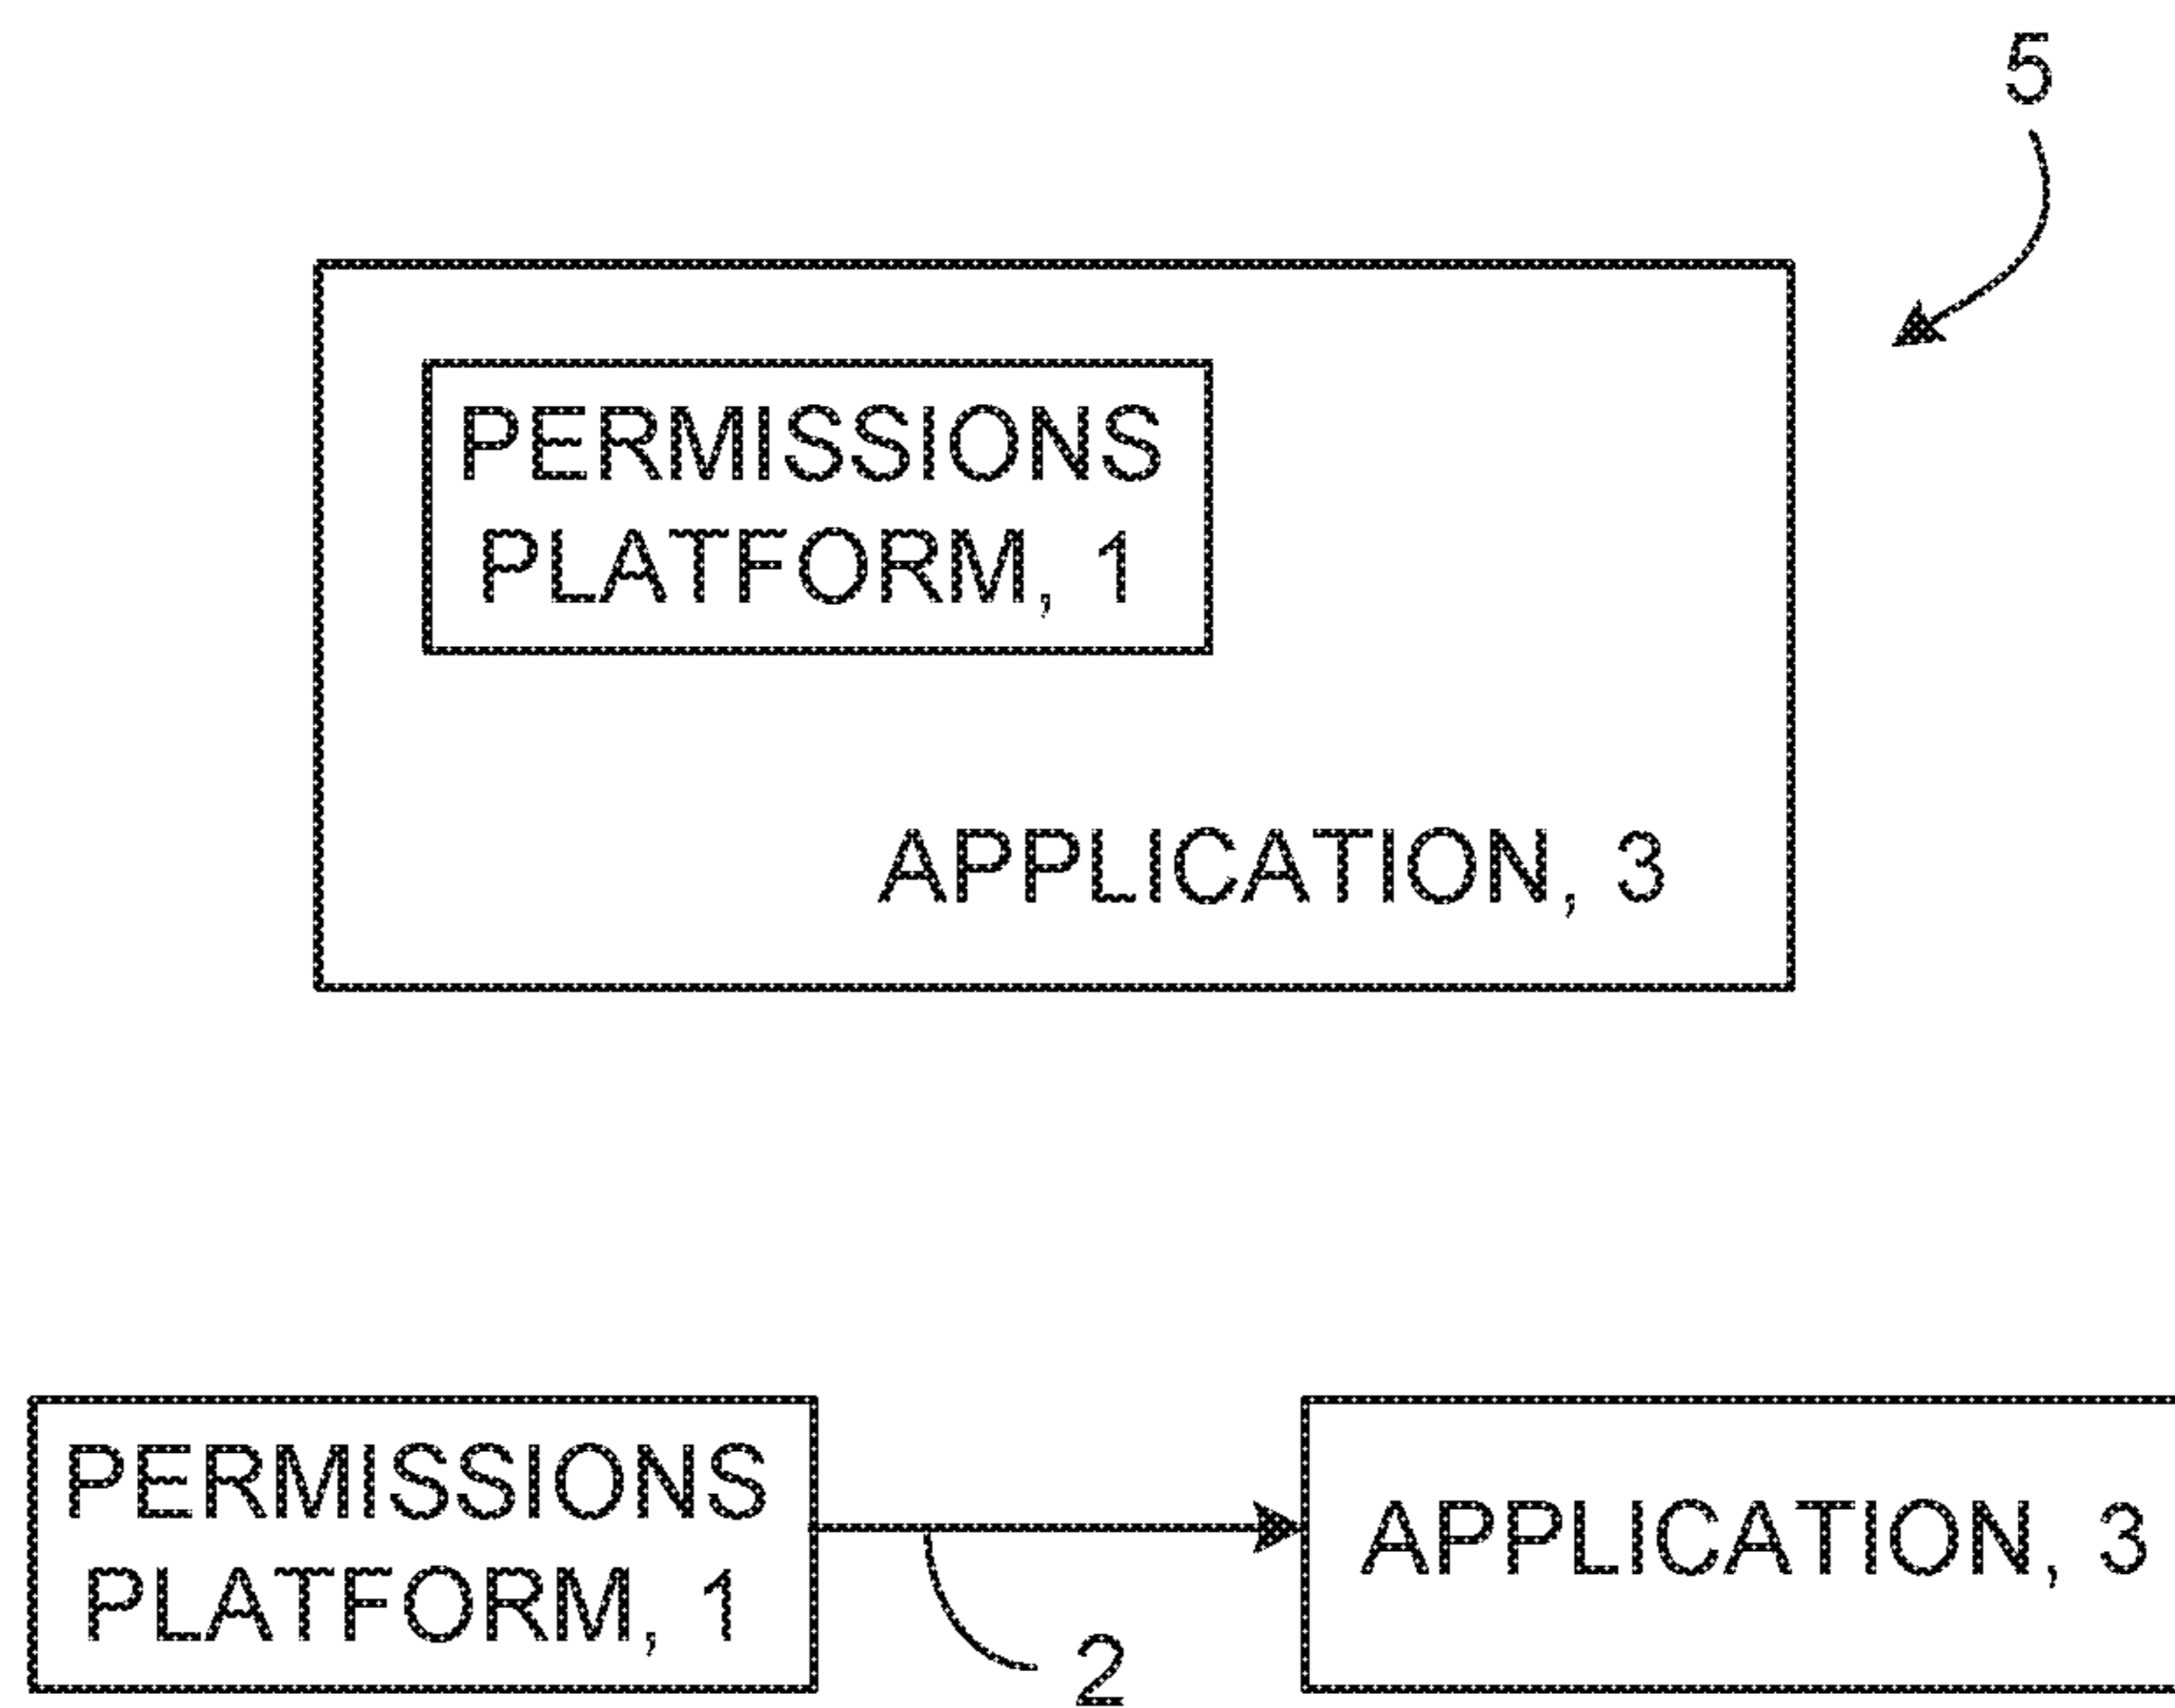 5
PERMISSIONS
PLATFORM, 1
APPLICATION, 3
PERMISSIONS
PLATFORM, 1
APPLICATION, 3
2